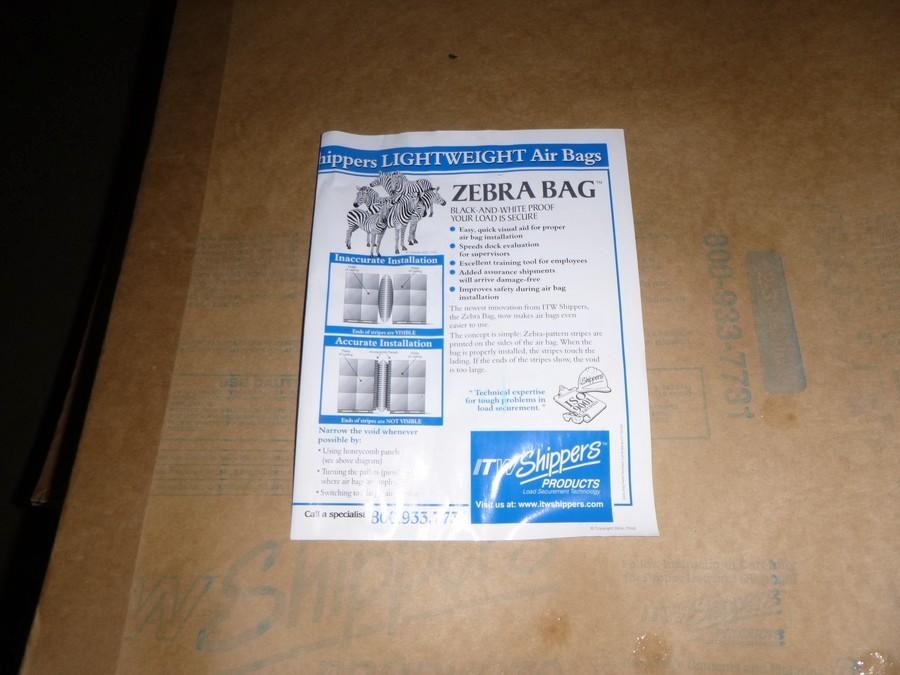 hippers LIGHTWEIGHT Air Bags
ZEBRA BAG™
BLACK-AND-WHITE PROOF
YOUR LOAD IS SECURE
Easy, quick visual aid for proper
air bag installation
Speeds dock evaluation
for supervisors
Excellent training tool for employees
Added assurance shipments
will arrive damage-free
Improves safety during air bag
installation
The newest innovation from ITW Shippers,
the Zebra Bag, now makes air bags even
easier to use.
The concept is simple: Zebra-pattern stripes are
printed on the sides of the air bag. When the
bag is properly installed, the stripes touch the
lading. If the ends of the stripes show, the void
is too large.
Inaccurate Installation
Ends of stripes are VISIBLE
Accurate Installation
Ends of stripes are NOT VISIBLE
Narrow the void whenever
possible by:
• Using honeycomb panels
(see above diagram)
• Turning the
where air bags
• Switching to
"Technical expertise
for tough problems in
load securement."
Shippers
ISO
9001
ITW Shippers™
PRODUCTS
Load Securement Technology
Visit us at: www.itwshippers.com
Call a specialist
800-933-7731
Shippers